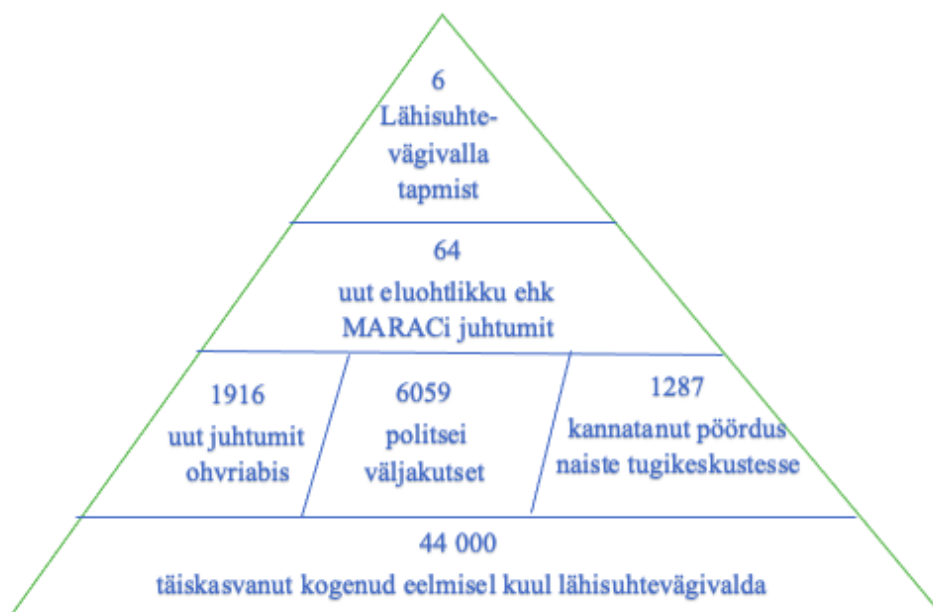 6
Lähisuhte-
vägivalla
tapmist
64
uut eluohtlikku ehk
MARACi juhtumit
1916
uut juhtumit
ohvriabis
6059
politsei
väljakutset
1287
kannatanut pöördus
naiste tugikeskustesse
44 000
täiskasvanut kogenud eelmisel kuul lähisuhtevägivalda